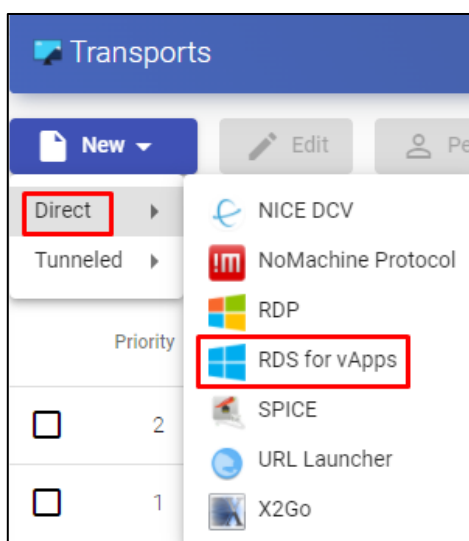 Transports
New
Edit
Pe
Direct
Tunneled
NICE DCV
NoMachine Protocol
RDP
RDS for vApps
SPICE
URL Launcher
X2Go
Priority
2
1